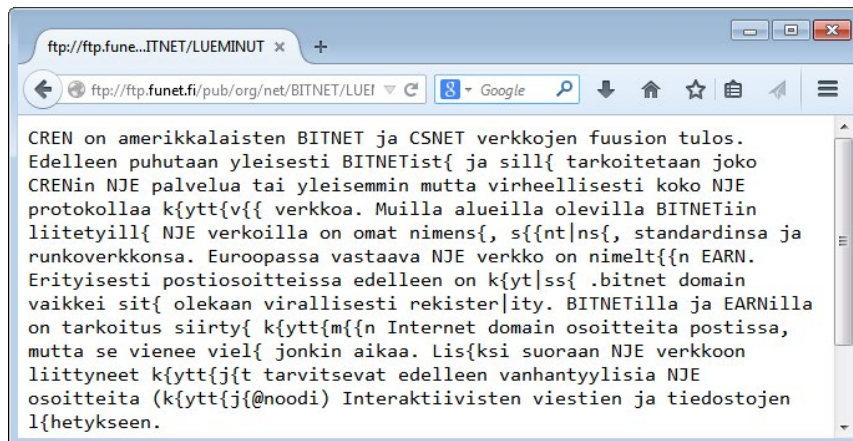 ftp://ftp.fune...ITNET/LUEMINUT
ftp://ftp.funet.fi/pub/org/net/BITNET/LUEI
Google
CREN on amerikkalaisten BITNET ja CSNET verkkojen fuusion tulos.
Edelleen puhutaan yleisesti BITNETist{ ja sill{ tarkoitetaan joko
CRENin NJE palvelua tai yleisemmin mutta virheellisesti koko NJE
protokollaa k{ytt{v{{ verkkoa. Muilla alueilla olevilla BITNETiin
liitetyill{ NJE verkoilla on omat nimens{, s{{nt|ns{, standardinsa ja
runkoverkkonsa. Euroopassa vastaava NJE verkko on nimelt{{n EARN.
Erityisesti postiosoitteissa edelleen on k{yt|ss{ .bitnet domain
vaikkei sit{ olekaan virallisesti rekister|ity. BITNETilla ja EARNilla
on tarkoitus siirty{ k{ytt{m{{n Internet domain osoitteita postissa,
mutta se vienee viel{ jonkin aikaa. Lis{ksi suoraan NJE verkkoon
liittyneet k{ytt{j{t tarvitsevat edelleen vanhantyylisia NJE
osoitteita (k{ytt{j{@noodi) Interaktiivisten viestien ja tiedostojen
l{hetykseen.